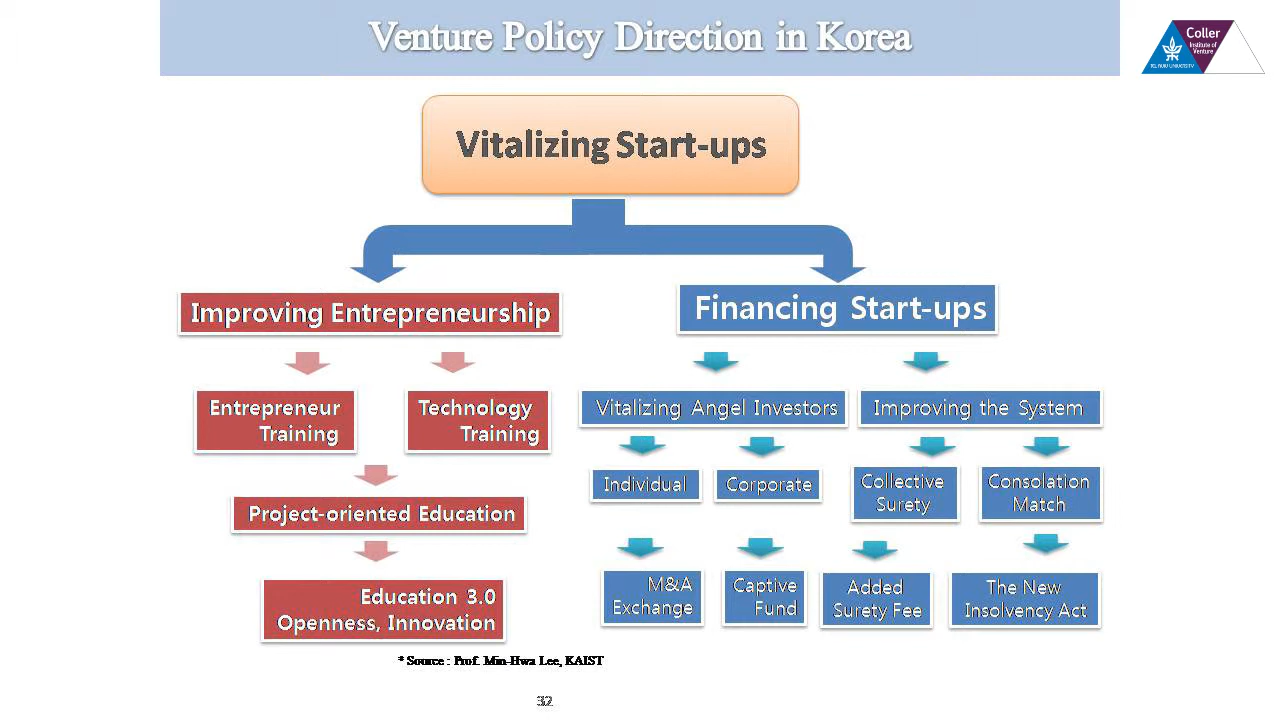 Venture Policy Direction in Korea
Coller
Institute of
Venture
TEL AVIV UNIVERSITY
Vitalizing Start-ups
Improving Entrepreneurship
Financing Start-ups
Entrepreneur
Training
Technology
Training
Vitalizing Angel Investors
Improving the System
Project-oriented Education
Individual
Corporate
Collective
Surety
Consolation
Match
Education 3.0
Openness, Innovation
M&A
Exchange
Captive
Fund
Added
Surety Fee
The New
Insolvency Act
* Source : Prof. Min-Hwa Lee, KAIST
32